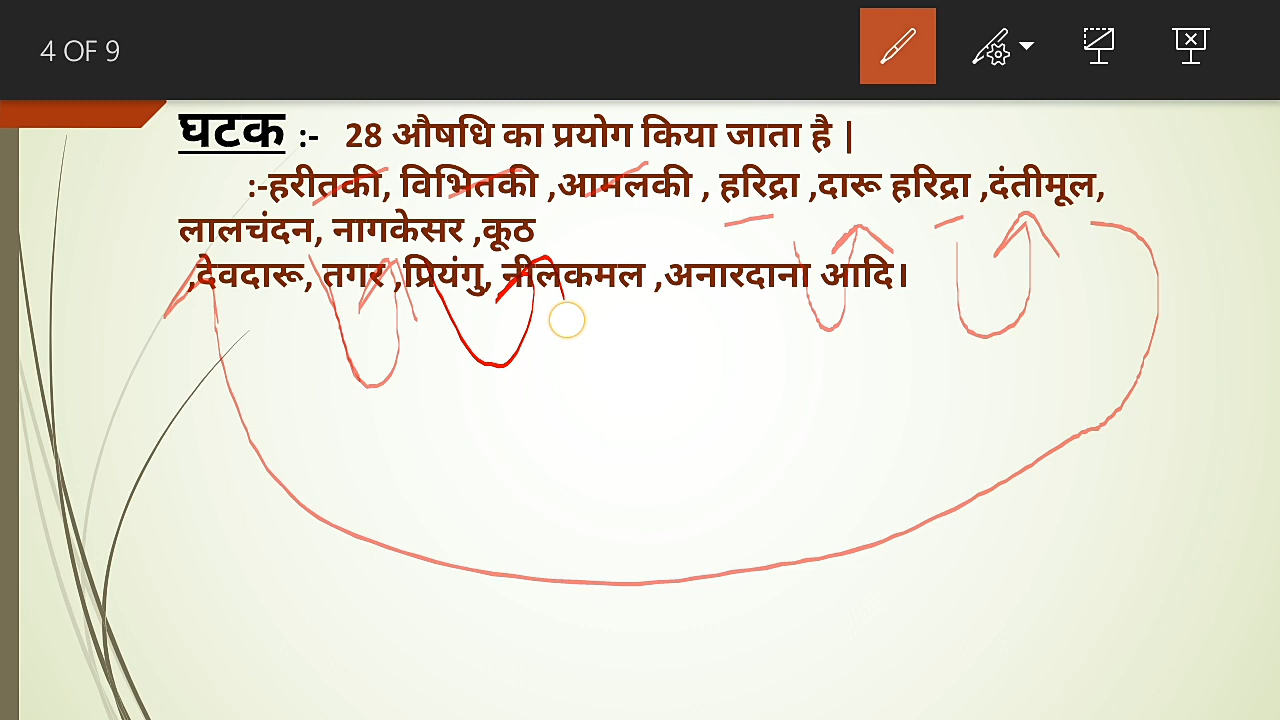 4 OF 9
घटक :- 28 औषधि का प्रयोग किया जाता है |
:-हरीतकी, विभितकी ,आमलकी , हरिद्रा ,दारू हरिद्रा ,दंतीमूल,
लालचंदन, नागकेसर ,कूठ
,देवदारू, तगर ,प्रियंगु, नीलकमल ,अनारदाना आदि।